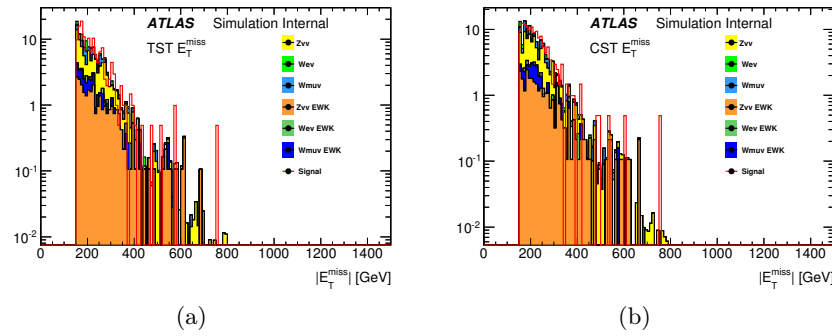 ATLAS Simulation Internal
TST E_T^miss
Zvv
Wev
Wmuv
Zvv EWK
Wev EWK
Wmuv EWK
Signal
10
1
10⁻¹
10⁻²
0 200 400 600 800 1000 1200 1400
|E_T^miss| [GeV]
(a)
ATLAS Simulation Internal
CST E_T^miss
Zvv
Wev
Wmuv
Zvv EWK
Wev EWK
Wmuv EWK
Signal
10
1
10⁻¹
10⁻²
0 200 400 600 800 1000 1200 1400
|E_T^miss| [GeV]
(b)